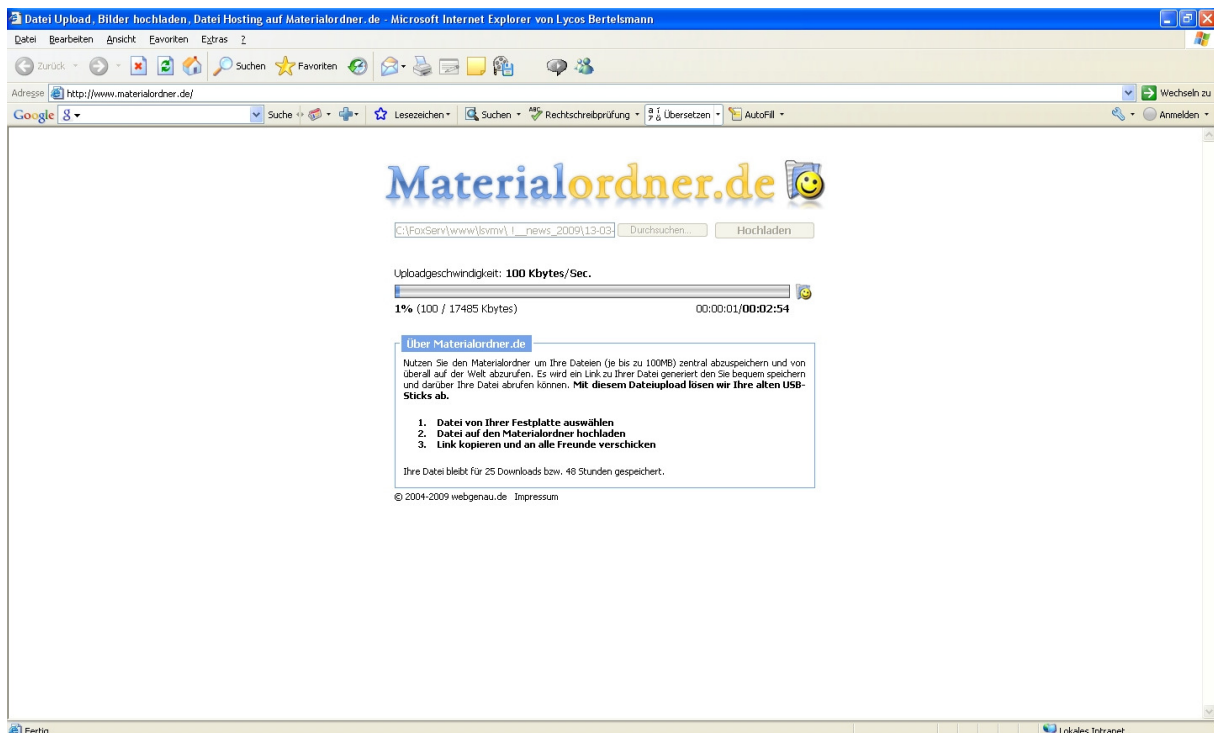 Datei Upload, Bilder hochladen, Datei Hosting auf Materialordner.de - Microsoft Internet Explorer von Lycos Bertelsmann
Datei Bearbeiten Ansicht Favoriten Extras ?
Zurück Suchen Favoriten
Adresse http://www.materialordner.de/ Wechseln zu
Google Suche Lesezeichen Suchen Rechtschreibprüfung Übersetzen AutoFill Anmelden
Materialordner.de
C:\FoxServ\www\lsvmv\ !__news_2009\13-03- Durchsuchen... Hochladen
Uploadgeschwindigkeit: 100 Kbytes/Sec.
1% (100 / 17485 Kbytes) 00:00:01/00:02:54
Über Materialordner.de
Nutzen Sie den Materialordner um Ihre Dateien (je bis zu 100MB) zentral abzuspeichern und von
überall auf der Welt abzurufen. Es wird ein Link zu Ihrer Datei generiert den Sie bequem speichern
und darüber Ihre Datei abrufen können. Mit diesem Dateiupload lösen wir Ihre alten USB-
Sticks ab.
1. Datei von Ihrer Festplatte auswählen
2. Datei auf den Materialordner hochladen
3. Link kopieren und an alle Freunde verschicken
Ihre Datei bleibt für 25 Downloads bzw. 48 Stunden gespeichert.
© 2004-2009 webgenau.de Impressum
Fertig Lokales Intranet